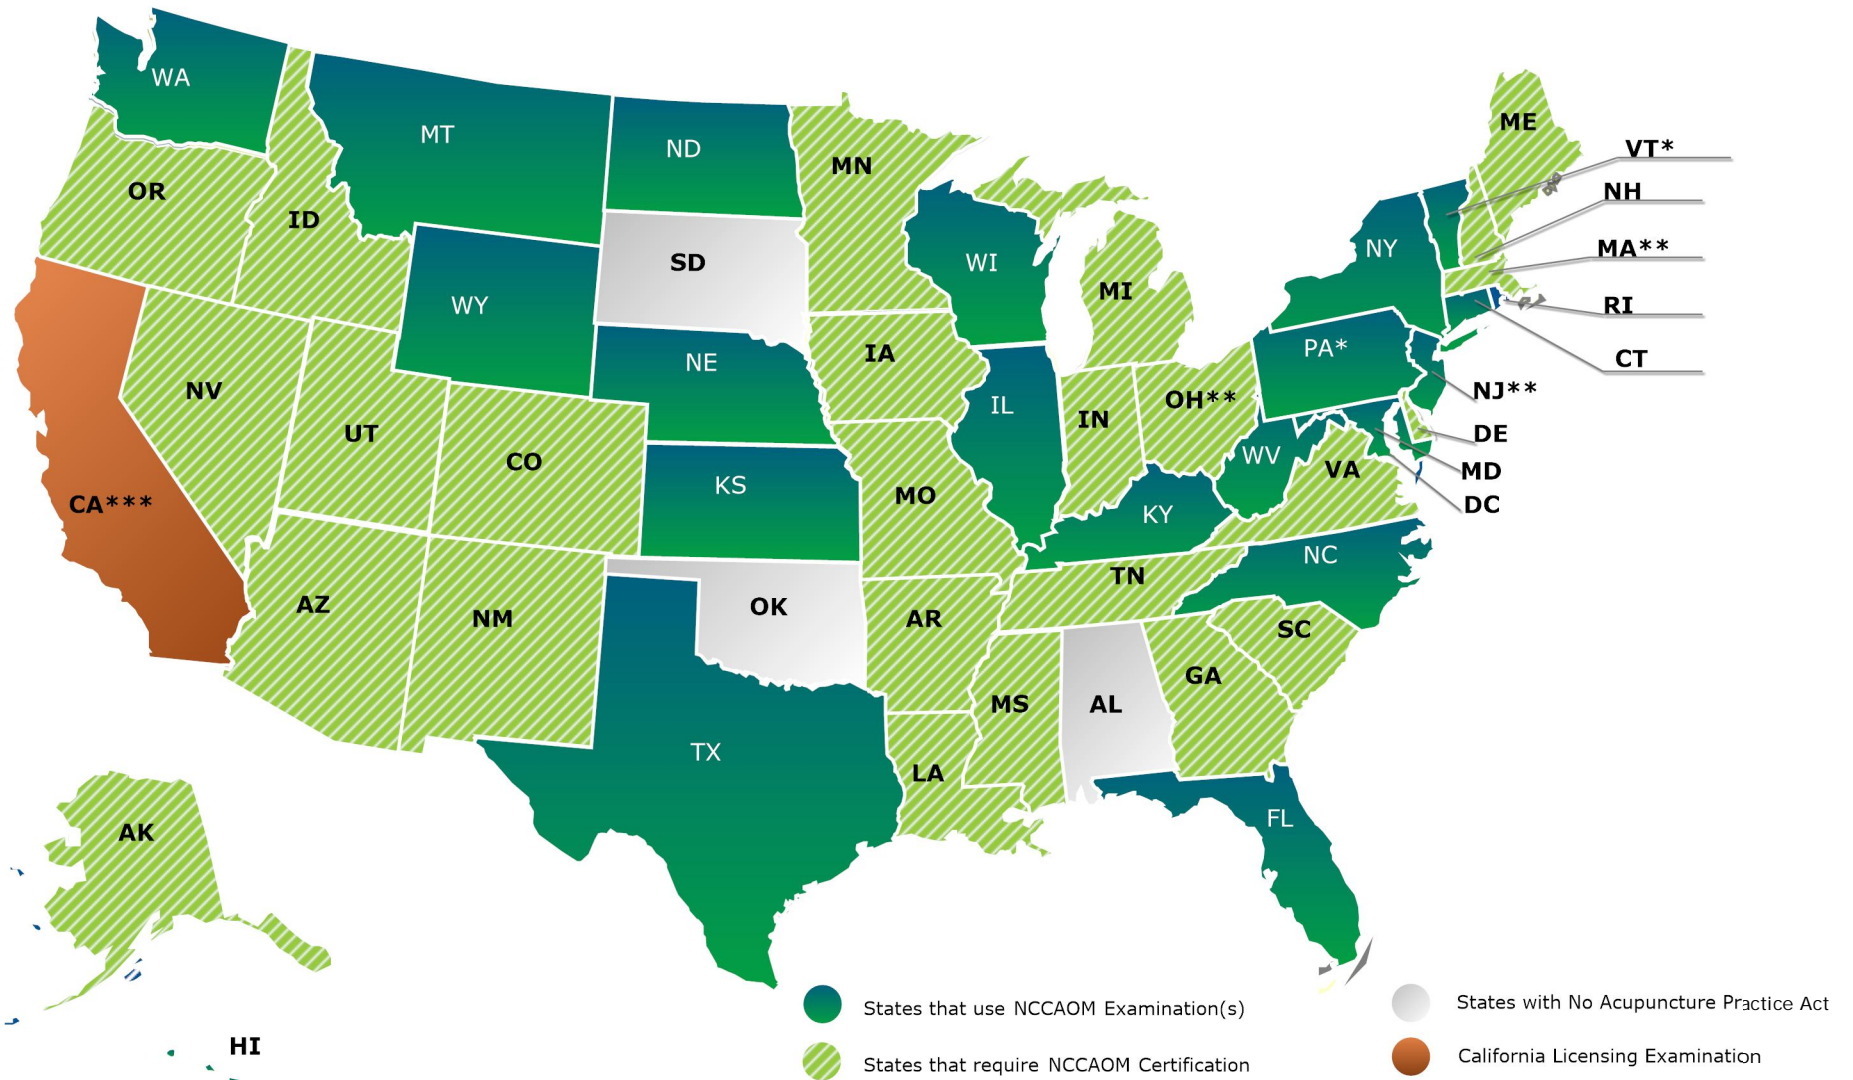 WA
MT
ND
MN
ME
VT*
OR
ID
SD
WI
NY
NH
MA**
WY
MI
RI
NE
IA
PA*
CT
NV
UT
CO
KS
MO
IL
IN
OH**
NJ**
WV
VA
DE
MD
DC
CA***
KY
NC
AZ
NM
OK
AR
TN
SC
TX
LA
MS
AL
GA
FL
AK
HI
States that use NCCAOM Examination(s)
States that require NCCAOM Certification
States with No Acupuncture Practice Act
California Licensing Examination